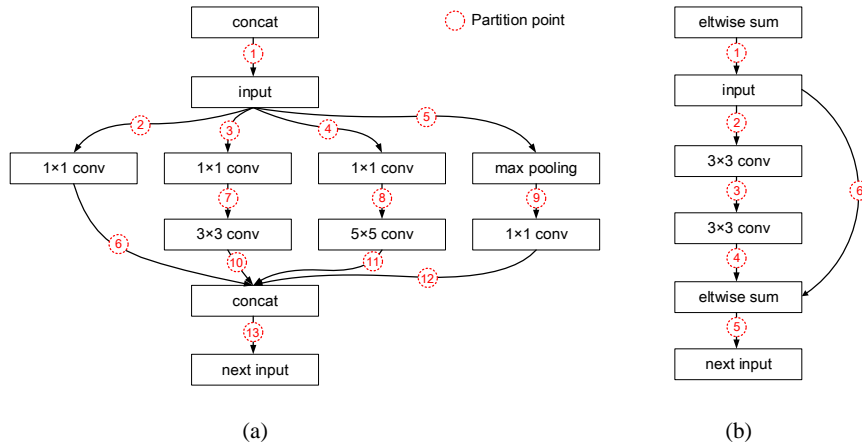 concat
Partition point
eltwise sum
1
1
input
input
2
3
4
5
2
1×1 conv
1×1 conv
1×1 conv
max pooling
3×3 conv
7
8
9
3
6
3×3 conv
5×5 conv
1×1 conv
3×3 conv
6
10
11
12
4
concat
eltwise sum
13
5
next input
next input
(a)
(b)